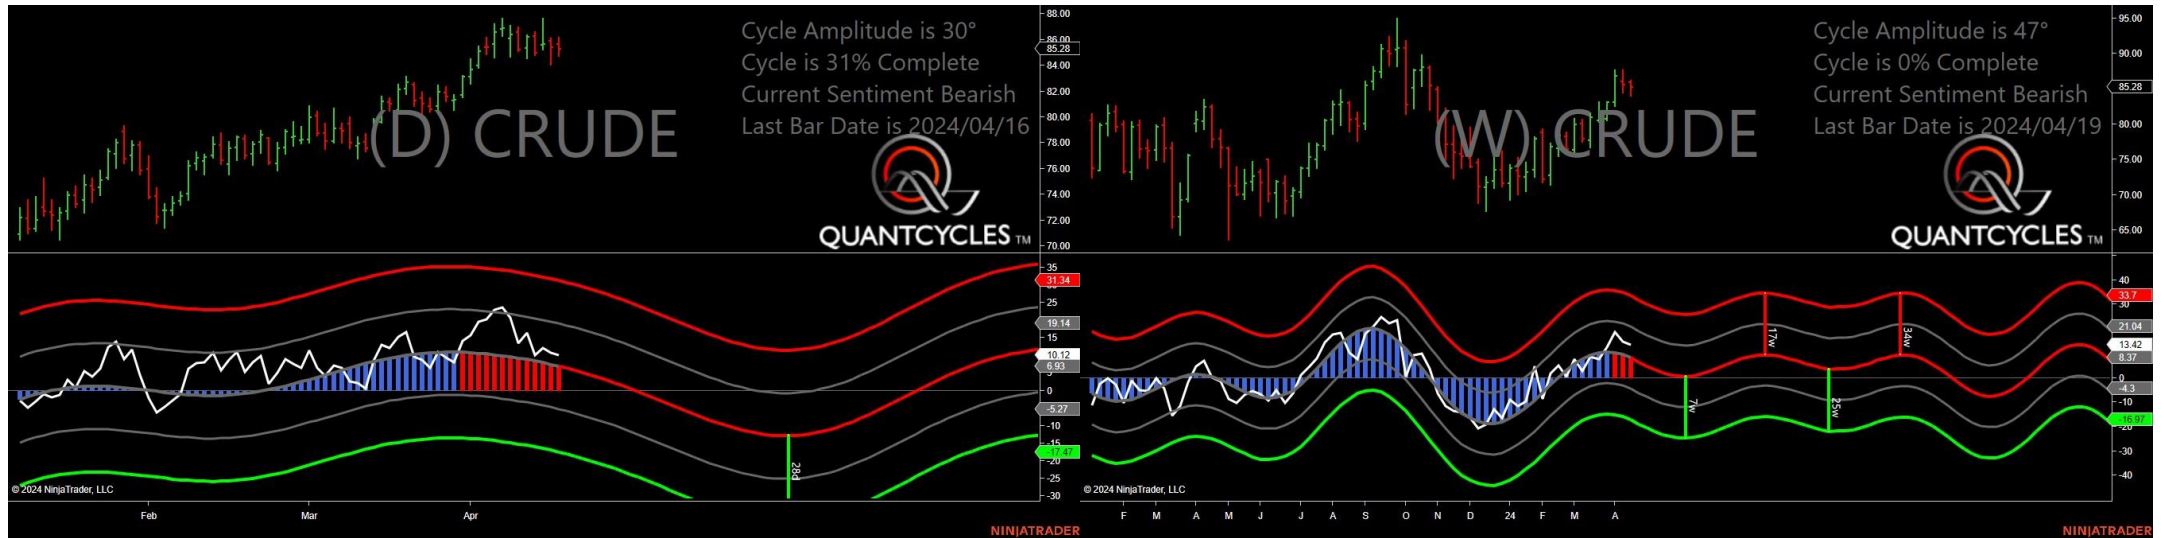 Cycle Amplitude is 30°
Cycle is 31% Complete
Current Sentiment Bearish
Last Bar Date is 2024/04/16
(D) CRUDE
QUANTCYCLES TM
88.00
86.00
85.28
84.00
82.00
80.00
78.00
76.00
74.00
72.00
70.00
35
31.34
25
19.14
15
10.12
6.93
0
-5.27
-10
-15
-17.47
-20
-25
-30
28d
© 2024 NinjaTrader, LLC
Feb Mar Apr
NINJATRADER
Cycle Amplitude is 47°
Cycle is 0% Complete
Current Sentiment Bearish
Last Bar Date is 2024/04/19
(W) CRUDE
QUANTCYCLES TM
95.00
90.00
85.28
80.00
75.00
70.00
65.00
40
33.7
30
21.04
13.42
8.37
0
-4.3
-10
-16.97
-20
-30
-40
17w
34w
7w
25w
© 2024 NinjaTrader, LLC
F M A M J J A S O N D 24 F M A
NINJATRADER